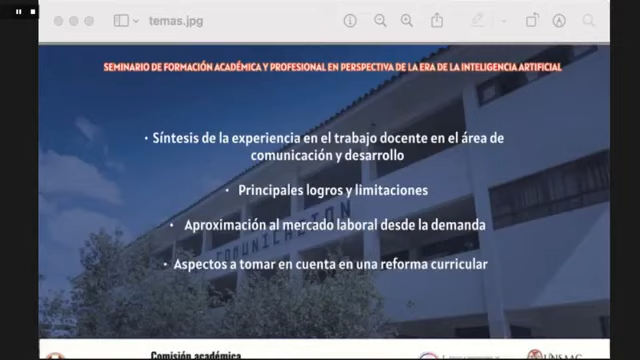 temas.jpg
SEMINARIO DE FORMACIÓN ACADÉMICA Y PROFESIONAL EN PERSPECTIVA DE LA ERA DE LA INTELIGENCIA ARTIFICIAL
• Síntesis de la experiencia en el trabajo docente en el área de
comunicación y desarrollo
• Principales logros y limitaciones
• Aproximación al mercado laboral desde la demanda
COMUNICACION
• Aspectos a tomar en cuenta en una reforma curricular
Comisión académica
UNSAAC